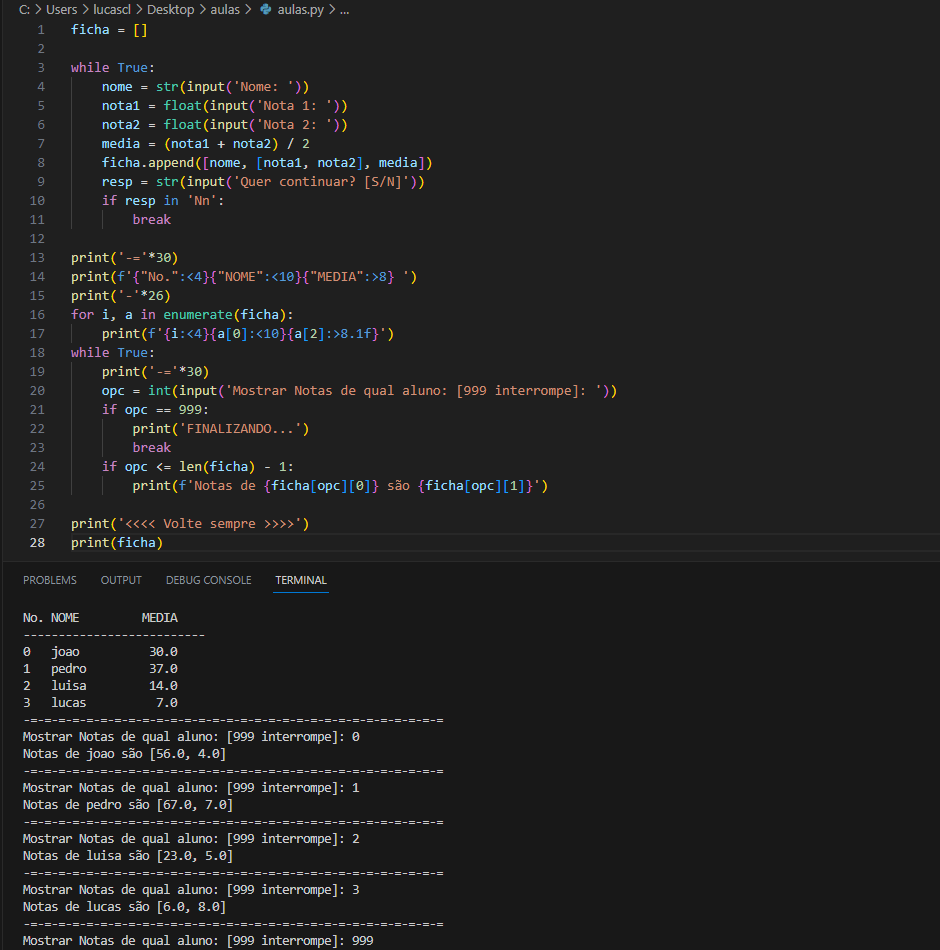 C: > Users > lucascl > Desktop > aulas > aulas.py > ...
1 ficha = []
2
3 while True:
4     nome = str(input('Nome: '))
5     nota1 = float(input('Nota 1: '))
6     nota2 = float(input('Nota 2: '))
7     media = (nota1 + nota2) / 2
8     ficha.append([nome, [nota1, nota2], media])
9     resp = str(input('Quer continuar? [S/N]'))
10     if resp in 'Nn':
11         break
12
13 print('-='*30)
14 print(f'{"No.":<4}{"NOME":<10}{"MEDIA":>8} ')
15 print('-'*26)
16 for i, a in enumerate(ficha):
17     print(f'{i:<4}{a[0]:<10}{a[2]:>8.1f}')
18 while True:
19     print('-='*30)
20     opc = int(input('Mostrar Notas de qual aluno: [999 interrompe]: '))
21     if opc == 999:
22         print('FINALIZANDO...')
23         break
24     if opc <= len(ficha) - 1:
25         print(f'Notas de {ficha[opc][0]} são {ficha[opc][1]}')
26
27 print('<<<< Volte sempre >>>>')
28 print(ficha)
PROBLEMS OUTPUT DEBUG CONSOLE TERMINAL
No. NOME         MEDIA
--------------------------
0   joao          30.0
1   pedro         37.0
2   luisa         14.0
3   lucas          7.0
-=-=-=-=-=-=-=-=-=-=-=-=-=-=-=-=-=-=-=-=-=-=-=-=-=-=-=-=-=-=
Mostrar Notas de qual aluno: [999 interrompe]: 0
Notas de joao são [56.0, 4.0]
-=-=-=-=-=-=-=-=-=-=-=-=-=-=-=-=-=-=-=-=-=-=-=-=-=-=-=-=-=-=
Mostrar Notas de qual aluno: [999 interrompe]: 1
Notas de pedro são [67.0, 7.0]
-=-=-=-=-=-=-=-=-=-=-=-=-=-=-=-=-=-=-=-=-=-=-=-=-=-=-=-=-=-=
Mostrar Notas de qual aluno: [999 interrompe]: 2
Notas de luisa são [23.0, 5.0]
-=-=-=-=-=-=-=-=-=-=-=-=-=-=-=-=-=-=-=-=-=-=-=-=-=-=-=-=-=-=
Mostrar Notas de qual aluno: [999 interrompe]: 3
Notas de lucas são [6.0, 8.0]
-=-=-=-=-=-=-=-=-=-=-=-=-=-=-=-=-=-=-=-=-=-=-=-=-=-=-=-=-=-=
Mostrar Notas de qual aluno: [999 interrompe]: 999